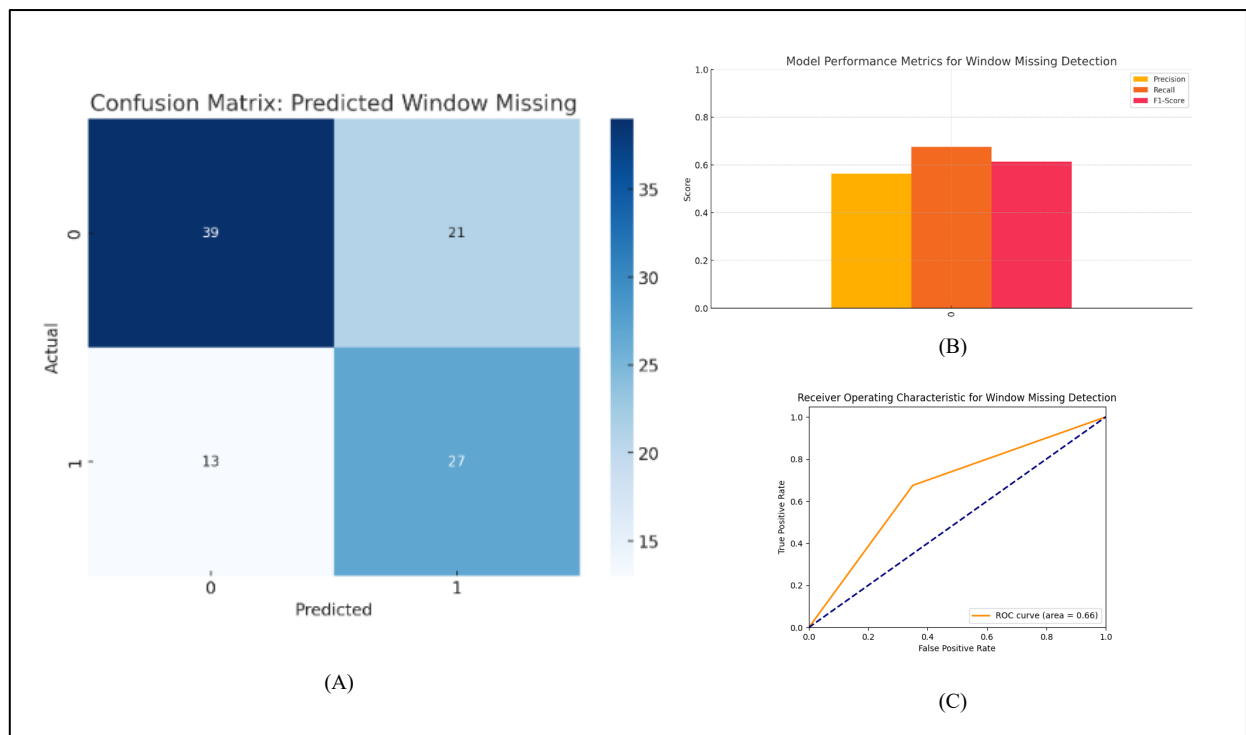 Confusion Matrix: Predicted Window Missing
0
39
21
Actual
1
13
27
0
1
Predicted
35
30
25
20
15
(A)
Model Performance Metrics for Window Missing Detection
Precision
Recall
F1-Score
1.0
0.8
0.6
0.4
0.2
0.0
Score
0
(B)
Receiver Operating Characteristic for Window Missing Detection
1.0
0.8
0.6
0.4
0.2
0.0
True Positive Rate
ROC curve (area = 0.66)
0.0 0.2 0.4 0.6 0.8 1.0
False Positive Rate
(C)